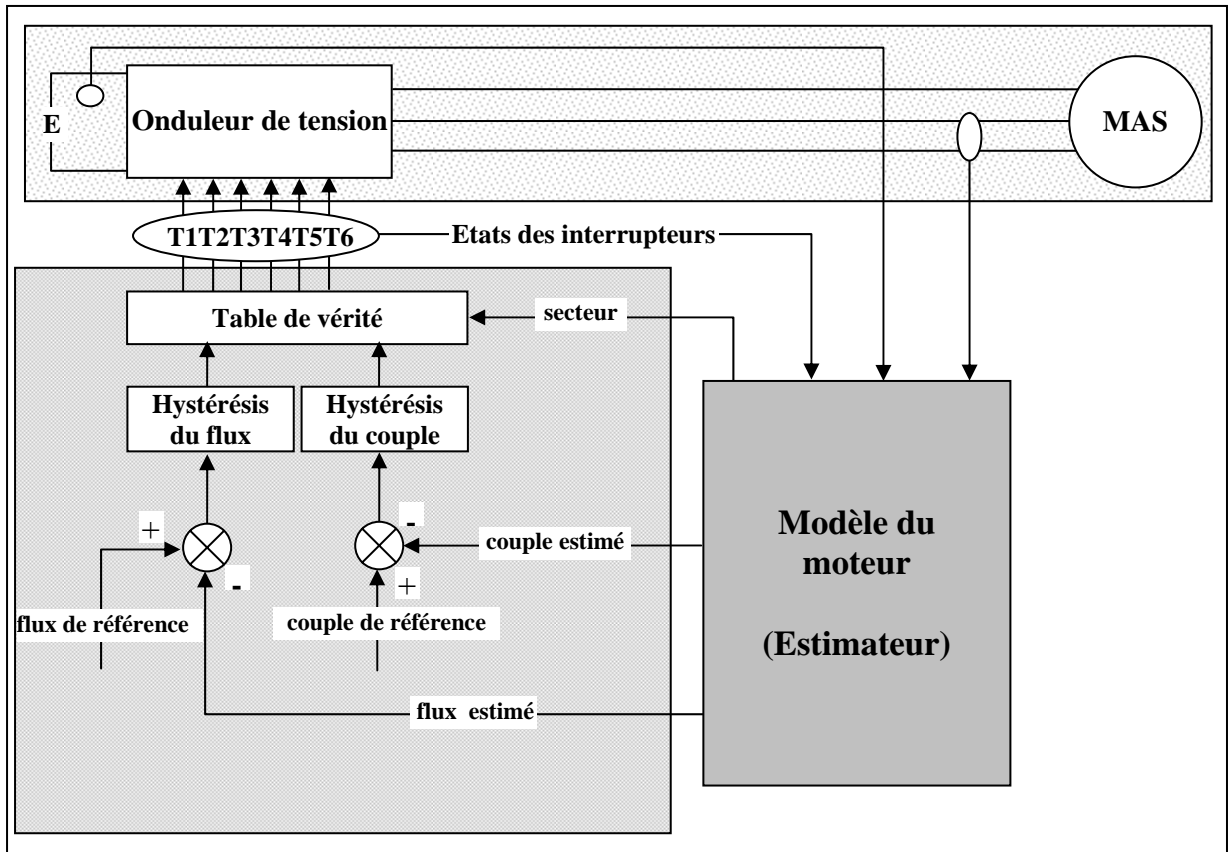 E
Onduleur de tension
MAS
T1T2T3T4T5T6
Etats des interrupteurs
Table de vérité
secteur
Hystérésis
du flux
Hystérésis
du couple
+
-
-
+
couple estimé
flux de référence
couple de référence
flux estimé
Modèle du
moteur
(Estimateur)